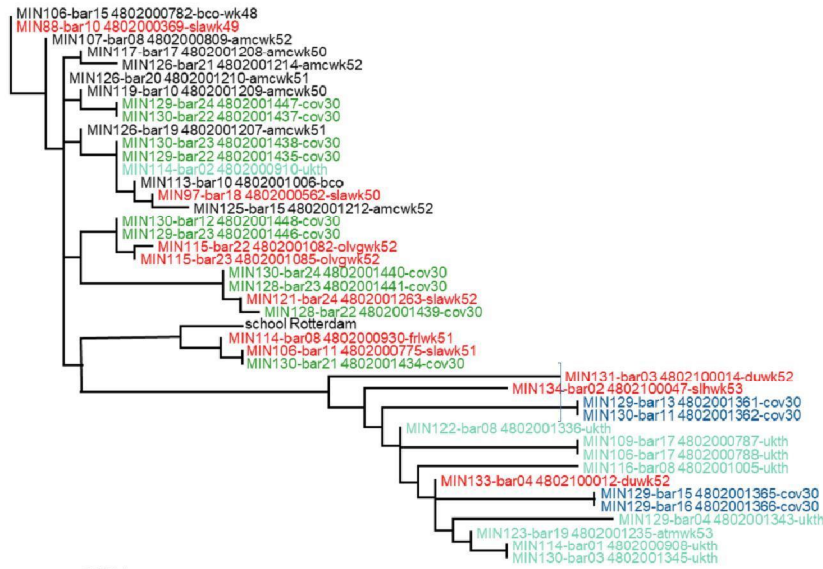 MIN106-bar15 4802000782-bco-wk48
MIN88-bar10 4802000369-slawk49
MIN107-bar08 4802000809-amcwk52
MIN117-bar17 4802001208-amcwk50
MIN126-bar21 4802001214-amcwk52
MIN126-bar20 4802001210-amcwk51
MIN119-bar10 4802001209-amcwk50
MIN129-bar24 4802001447-cov30
MIN130-bar22 4802001437-cov30
MIN126-bar19 4802001207-amcwk51
MIN130-bar23 4802001438-cov30
MIN129-bar22 4802001435-cov30
MIN114-bar02 4802000910-ukth
MIN113-bar10 4802001006-bco
MIN97-bar18 4802000562-slawk50
MIN125-bar15 4802001212-amcwk52
MIN130-bar12 4802001448-cov30
MIN129-bar23 4802001446-cov30
MIN115-bar22 4802001082-olvgwk52
MIN115-bar23 4802001085-olvgwk52
MIN130-bar24 4802001440-cov30
MIN128-bar23 4802001441-cov30
MIN121-bar24 4802001263-slawk52
MIN128-bar22 4802001439-cov30
school Rotterdam
MIN114-bar08 4802000930-frlwk51
MIN106-bar11 4802000775-slawk51
MIN130-bar21 4802001434-cov30
MIN131-bar03 4802100014-duwk52
MIN134-bar02 4802100047-slhwk53
MIN129-bar13 4802001361-cov30
MIN130-bar11 4802001362-cov30
MIN122-bar08 4802001336-ukth
MIN109-bar17 4802000787-ukth
MIN106-bar17 4802000788-ukth
MIN116-bar08 4802001005-ukth
MIN133-bar04 4802100012-duwk52
MIN129-bar15 4802001365-cov30
MIN129-bar16 4802001366-cov30
MIN129-bar04 4802001343-ukth
MIN123-bar19 4802001235-atmwk53
MIN114-bar01 4802000908-ukth
MIN130-bar03 4802001345-ukth